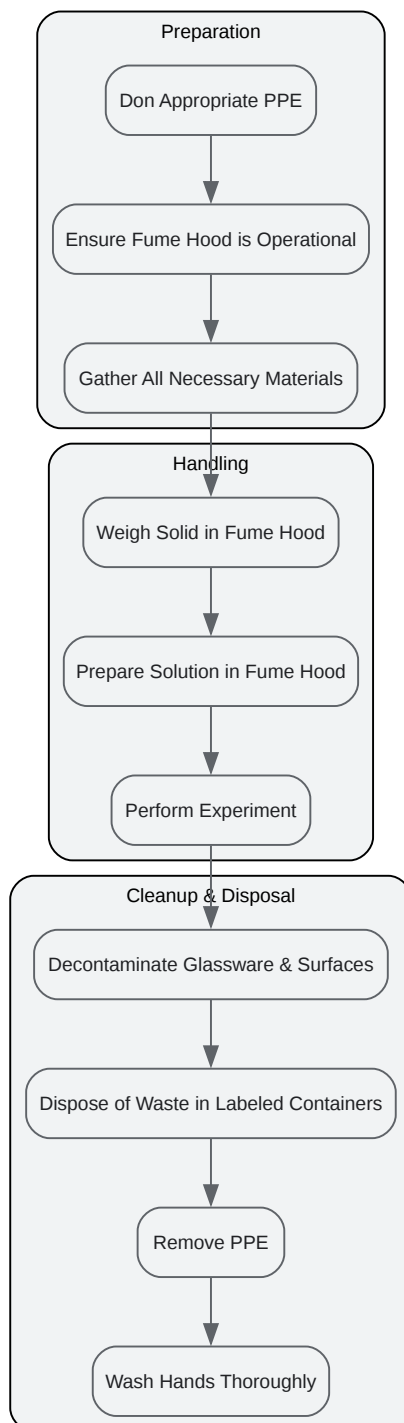 Preparation
Don Appropriate PPE
Ensure Fume Hood is Operational
Gather All Necessary Materials
Handling
Weigh Solid in Fume Hood
Prepare Solution in Fume Hood
Perform Experiment
Cleanup & Disposal
Decontaminate Glassware & Surfaces
Dispose of Waste in Labeled Containers
Remove PPE
Wash Hands Thoroughly